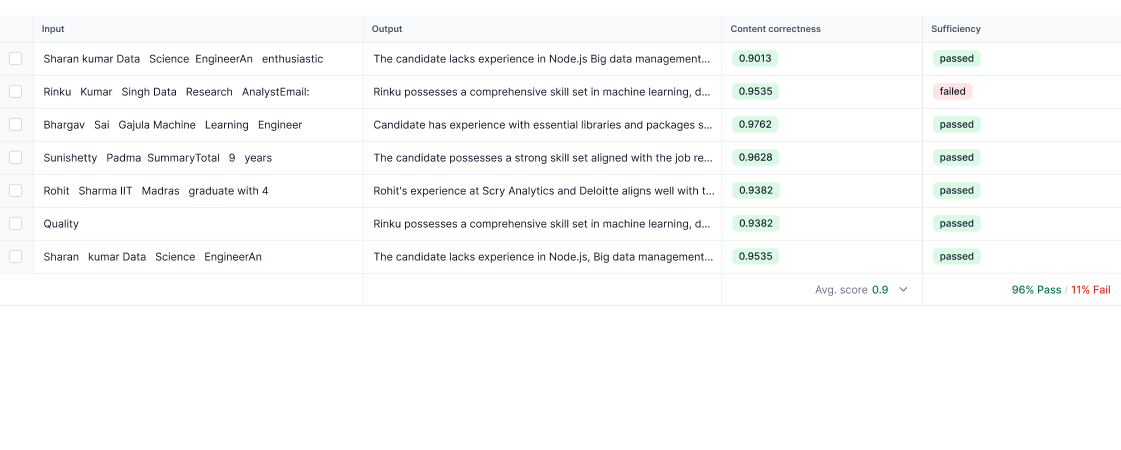 Input Output Content correctness Sufficiency
Sharan kumar Data Science EngineerAn enthusiastic The candidate lacks experience in Node.js Big data management... 0.9013 passed
Rinku Kumar Singh Data Research AnalystEmail: Rinku possesses a comprehensive skill set in machine learning, d... 0.9535 failed
Bhargav Sai Gajula Machine Learning Engineer Candidate has experience with essential libraries and packages s... 0.9762 passed
Sunishetty Padma SummaryTotal 9 years The candidate possesses a strong skill set aligned with the job re... 0.9628 passed
Rohit Sharma IIT Madras graduate with 4 Rohit's experience at Scry Analytics and Deloitte aligns well with t... 0.9382 passed
Quality Rinku possesses a comprehensive skill set in machine learning, d... 0.9382 passed
Sharan kumar Data Science EngineerAn The candidate lacks experience in Node.js, Big data management... 0.9535 passed
Avg. score 0.9 96% Pass / 11% Fail